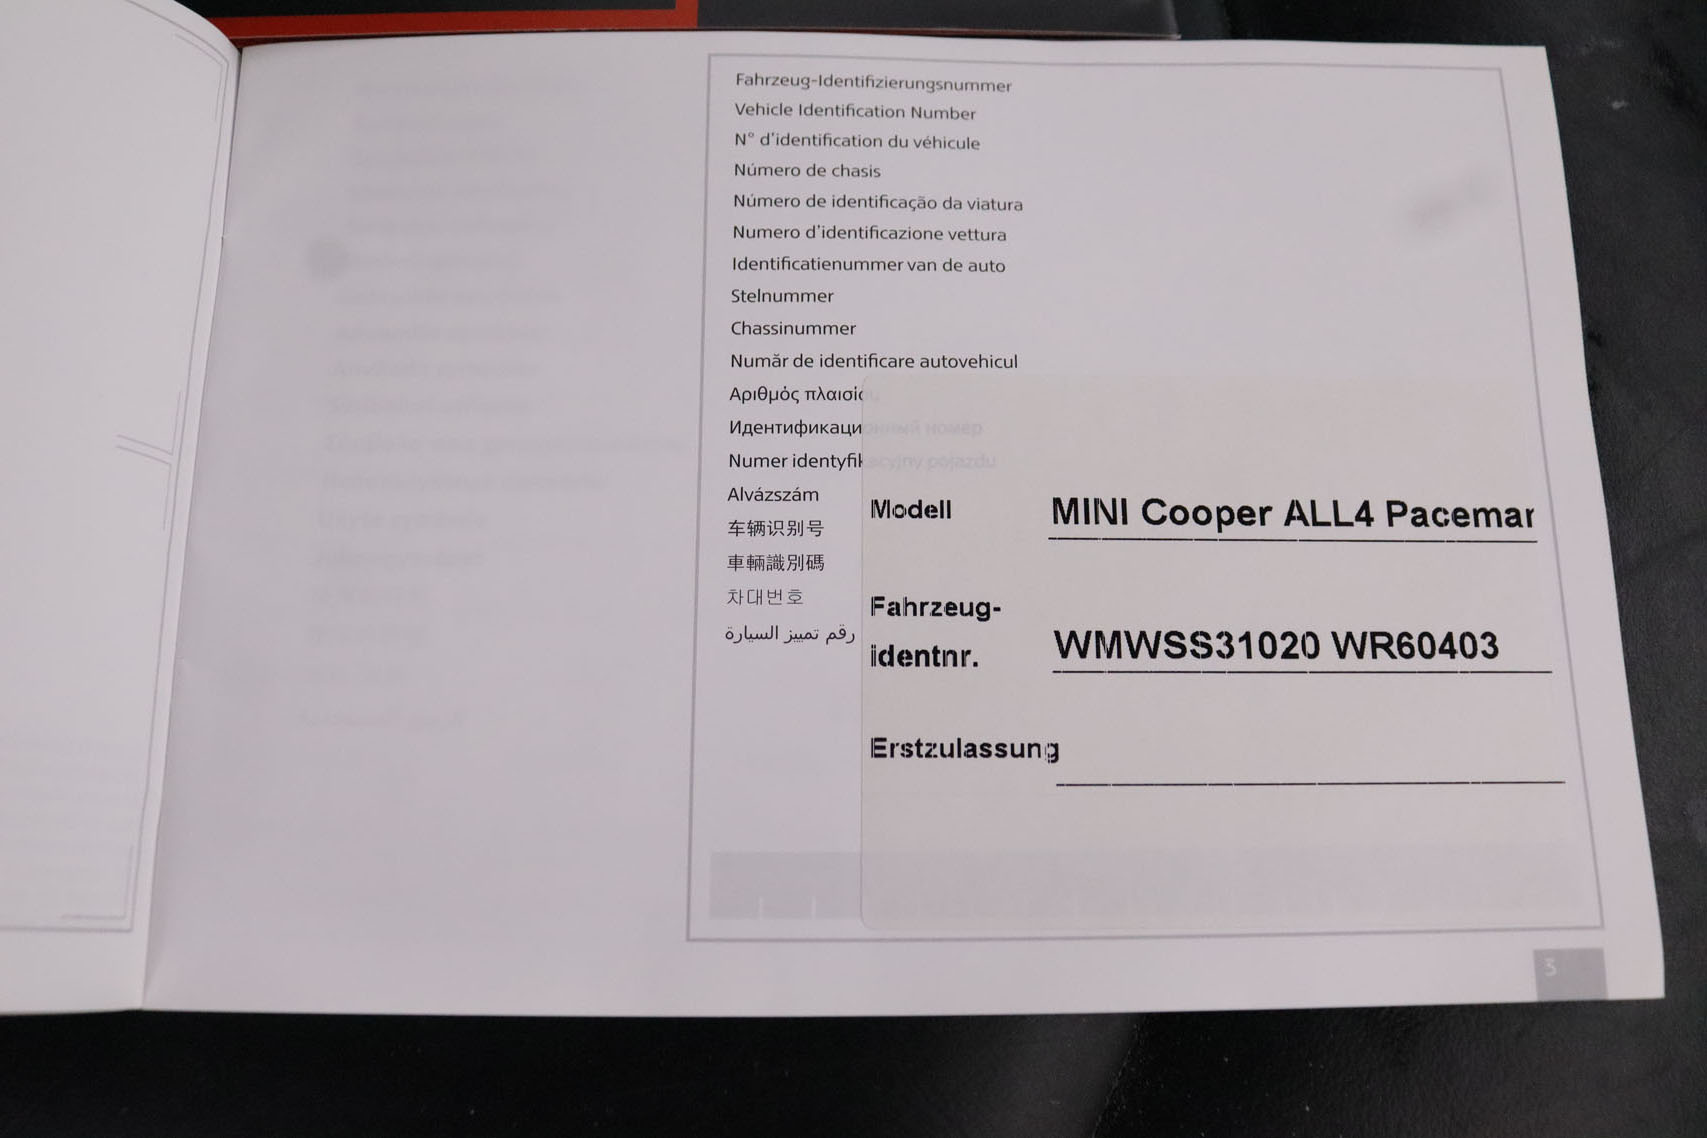 Fahrzeug-Identifizierungsnummer
Vehicle Identification Number
N° d'identification du véhicule
Número de chasis
Número de identificação da viatura
Numero d'identificazione vettura
Identificatienummer van de auto
Stelnummer
Chassinummer
Număr de identificare autovehicul
Αριθμός πλαισίου
Идентификационный номер
Numer identyfikacyjny pojazdu
Alvázszám
车辆识别号
車輛識別碼
차대번호
رقم تمييز السيارة
Modell MINI Cooper ALL4 Paceman
Fahrzeug-
identnr. WMWSS31020 WR60403
Erstzulassung
3